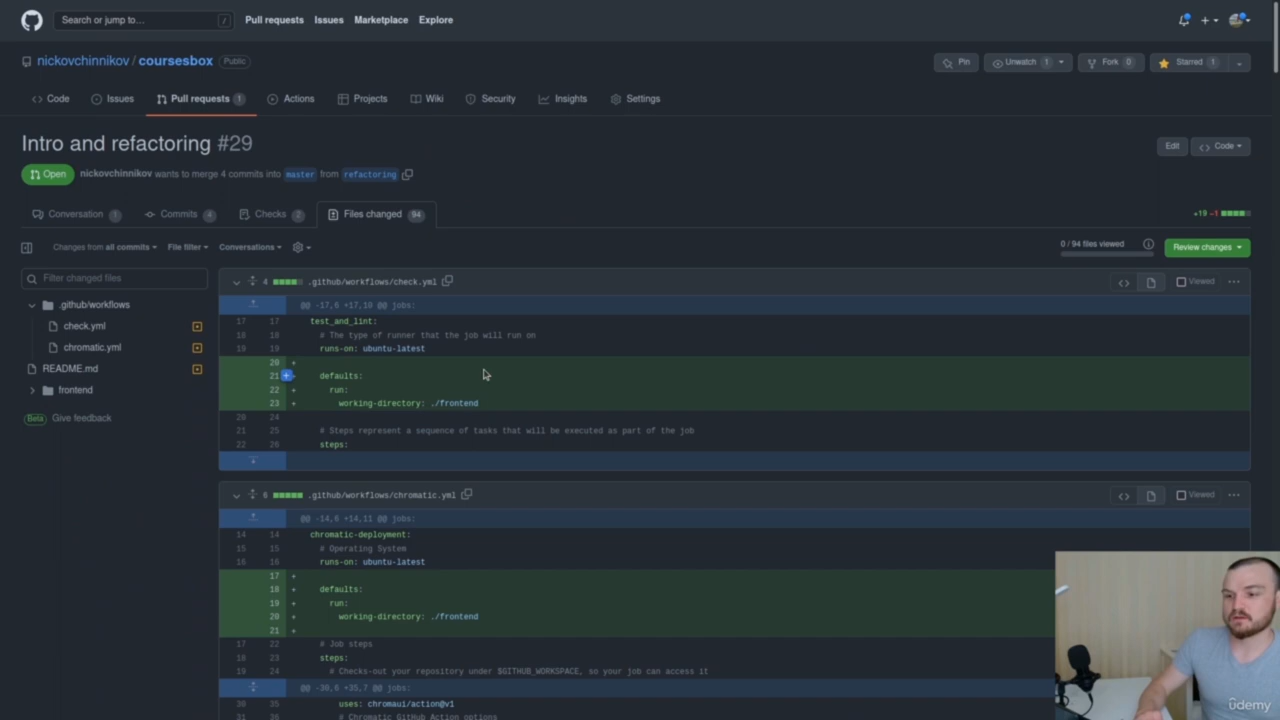 Search or jump to...
/
Pull requests
Issues
Marketplace
Explore
nickovchinnikov / coursesbox
Public
Pin
Unwatch 1
Fork 0
Starred 1
Code
Issues
Pull requests 1
Actions
Projects
Wiki
Security
Insights
Settings
Intro and refactoring #29
Edit
<> Code
Open
nickovchinnikov wants to merge 4 commits into master from refactoring
Conversation 1
Commits 4
Checks 2
Files changed 94
+19 −1
Changes from all commits
File filter
Conversations
0 / 94 files viewed
Review changes
Filter changed files
.github/workflows
check.yml
chromatic.yml
README.md
frontend
Beta Give feedback
4 .github/workflows/check.yml
<>
Viewed
...
@@ -17,6 +17,10 @@ jobs:
17 17 test_and_lint:
18 18 # The type of runner that the job will run on
19 19 runs-on: ubuntu-latest
20 +
21 + defaults:
22 + run:
23 + working-directory: ./frontend
20 24
21 25 # Steps represent a sequence of tasks that will be executed as part of the job
22 26 steps:
6 .github/workflows/chromatic.yml
<>
Viewed
...
@@ -14,6 +14,11 @@ jobs:
14 14 chromatic-deployment:
15 15 # Operating System
16 16 runs-on: ubuntu-latest
17 +
18 + defaults:
19 + run:
20 + working-directory: ./frontend
21 +
17 22 # Job steps
18 23 steps:
19 24 # Checks-out your repository under $GITHUB_WORKSPACE, so your job can access it
@@ -30,6 +35,7 @@ jobs:
30 35 uses: chromaui/action@v1
31 36 # Chromatic GitHub Action options
udemy